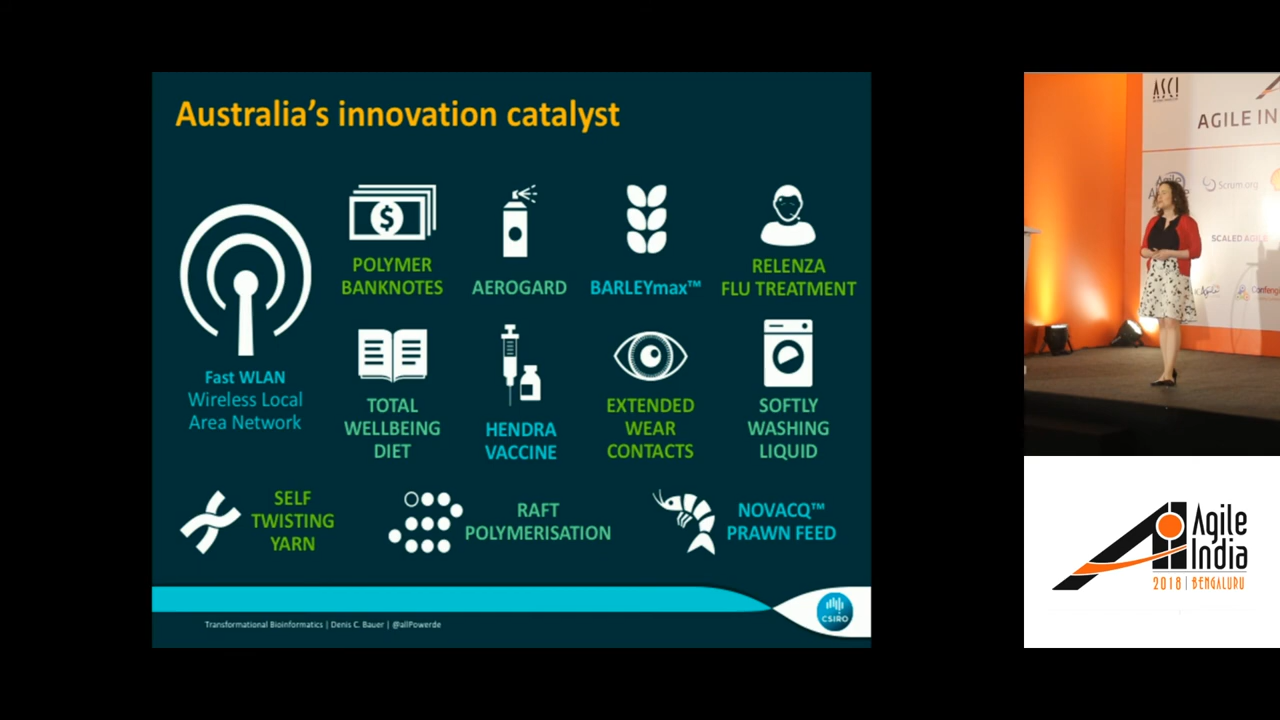 Australia's innovation catalyst
Fast WLAN
Wireless Local
Area Network
POLYMER
BANKNOTES
AEROGARD
BARLEYmax™
RELENZA
FLU TREATMENT
TOTAL
WELLBEING
DIET
HENDRA
VACCINE
EXTENDED
WEAR
CONTACTS
SOFTLY
WASHING
LIQUID
SELF
TWISTING
YARN
RAFT
POLYMERISATION
NOVACQ™
PRAWN FEED
Transformational Bioinformatics | Denis C. Bauer | @allPowerde
CSIRO
ASCI
AGILE IN
Agile
Scrum.org
SCALED AGILE
Confeng
Agile
India
2018 | BENGALURU